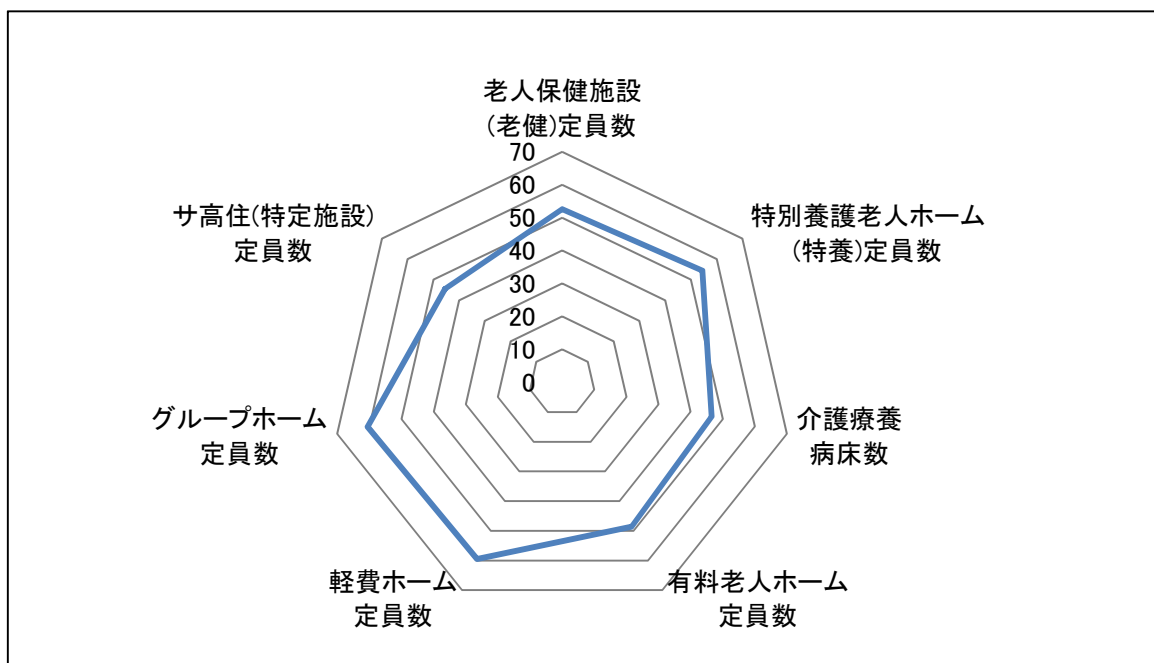 老人保健施設
(老健)定員数
70
60
50
40
30
20
10
0
特別養護老人ホーム
(特養)定員数
介護療養
病床数
有料老人ホーム
定員数
軽費ホーム
定員数
グループホーム
定員数
サ高住(特定施設)
定員数